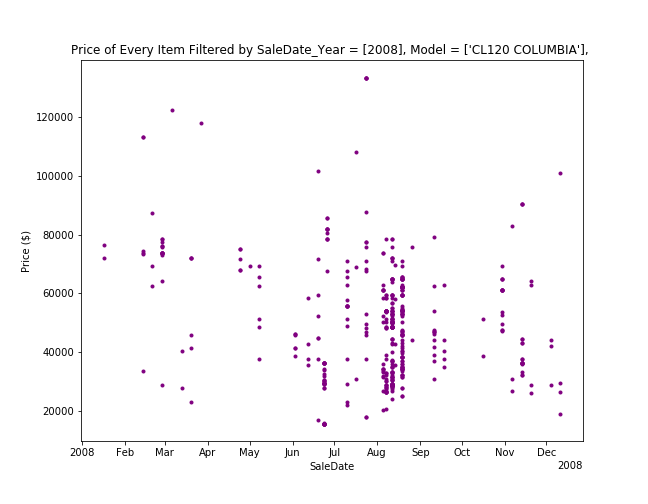 Price of Every Item Filtered by SaleDate_Year = [2008], Model = ['CL120 COLUMBIA'],
120000
100000
80000
60000
40000
20000
Price ($)
2008 Feb Mar Apr May Jun Jul Aug Sep Oct Nov Dec
SaleDate
2008